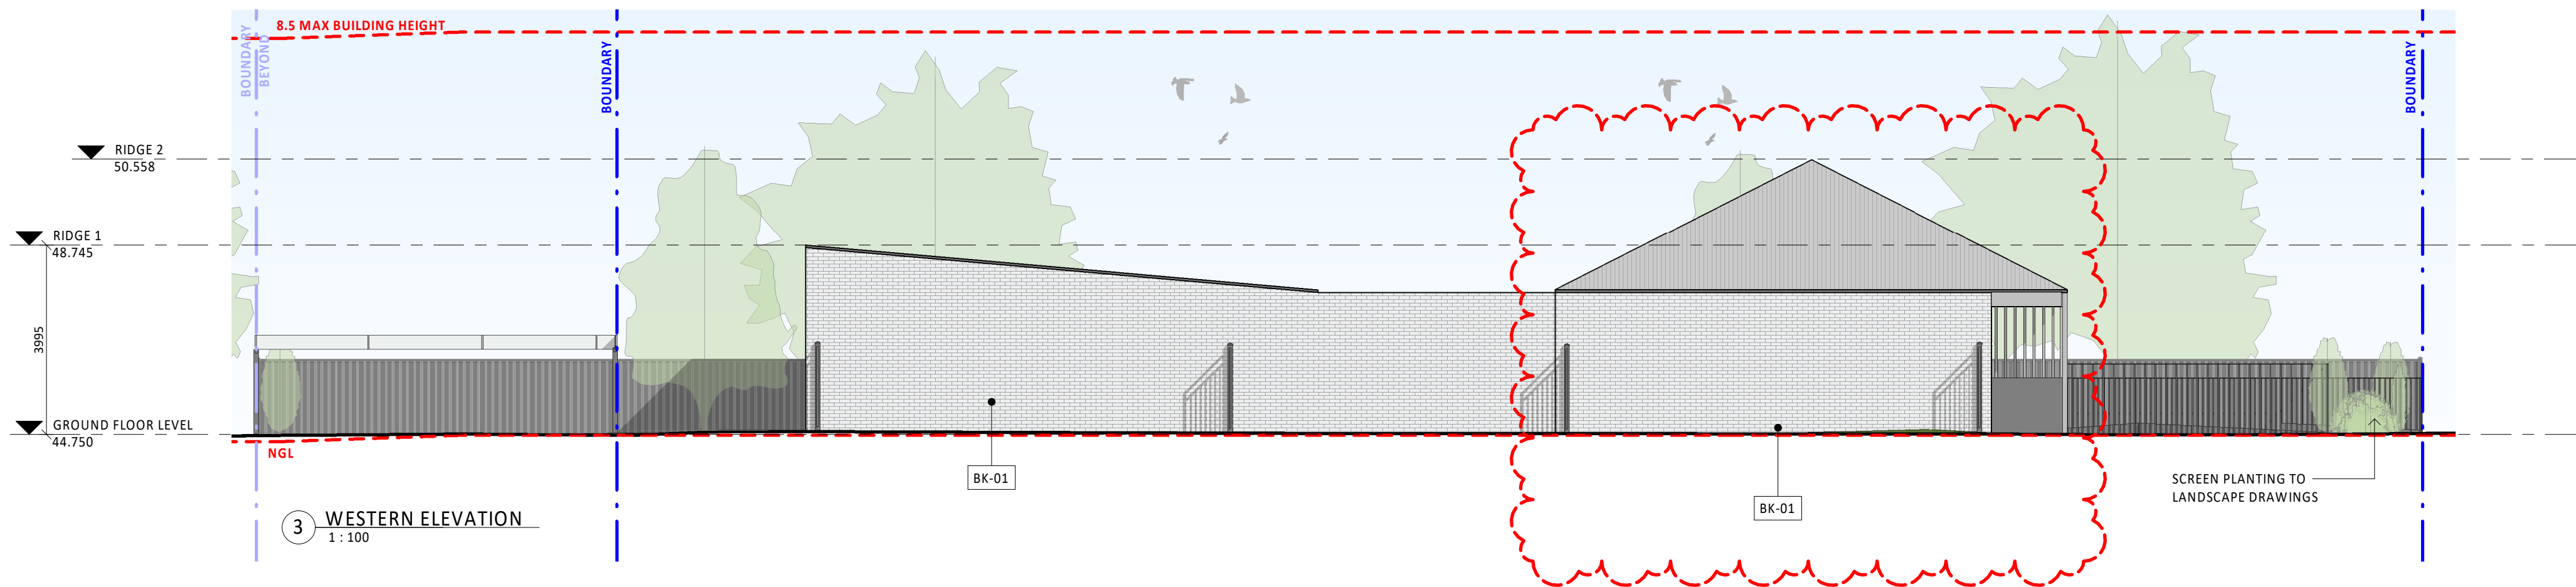 8.5 MAX BUILDING HEIGHT
BOUNDARY
BEYOND
BOUNDARY
BOUNDARY
RIDGE 2
50.558
RIDGE 1
48.745
3995
GROUND FLOOR LEVEL
44.750
NGL
BK-01
BK-01
SCREEN PLANTING TO
LANDSCAPE DRAWINGS
3 WESTERN ELEVATION
1 : 100